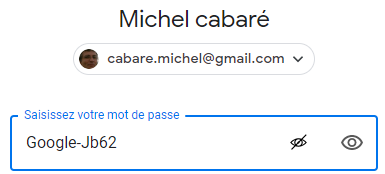 Michel cabaré
cabare.michel@gmail.com
Saisissez votre mot de passe
Google-Jb62